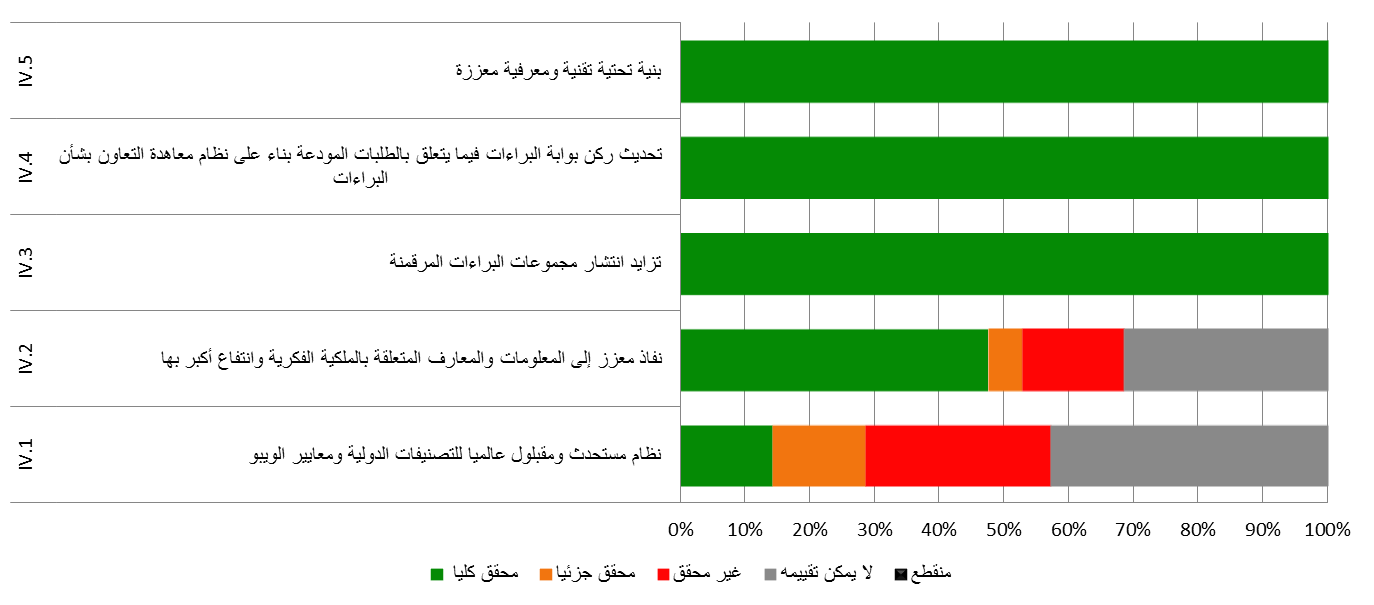 IV.5
بنية تحتية تقنية ومعرفية معززة
IV.4
تحديث ركن بوابة البراءات فيما يتعلق بالطلبات المودعة بناء على نظام معاهدة التعاون بشأن
البراءات
IV.3
تزايد انتشار مجموعات البراءات المرقمنة
IV.2
نفاذ معزز إلى المعلومات والمعارف المتعلقة بالملكية الفكرية وانتفاع أكبر بها
IV.1
نظام مستحدث ومقبلول عالميا للتصنيفات الدولية ومعايير الويبو
0% 10% 20% 30% 40% 50% 60% 70% 80% 90% 100%
محقق كليا محقق جزئيا غير محقق لا يمكن تقييمه منقطع